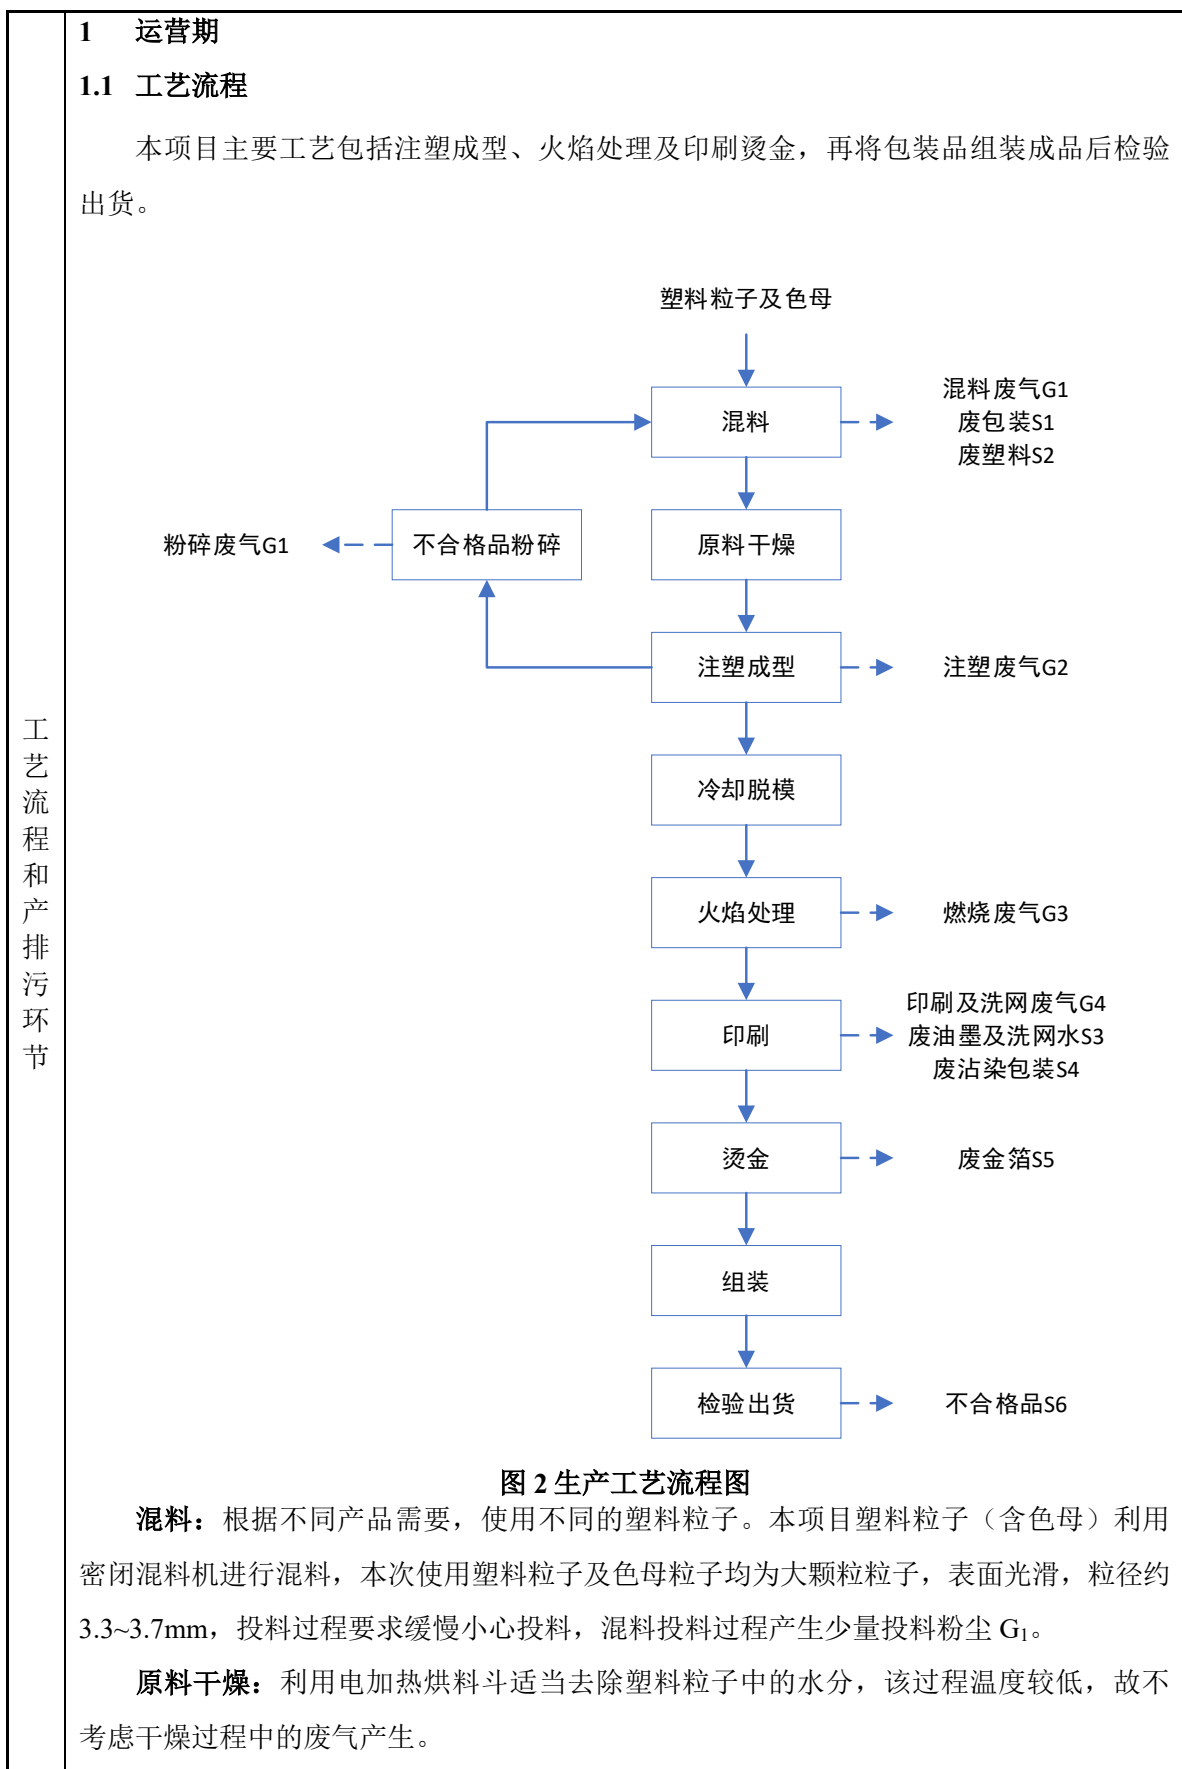 1 运营期
1.1 工艺流程
本项目主要工艺包括注塑成型、火焰处理及印刷烫金，再将包装品组装成品后检验
出货。
塑料粒子及色母
混料
混料废气G1
废包装S1
废塑料S2
粉碎废气G1
不合格品粉碎
原料干燥
注塑成型
注塑废气G2
冷却脱模
火焰处理
燃烧废气G3
印刷
印刷及洗网废气G4
废油墨及洗网水S3
废沾染包装S4
烫金
废金箔S5
组装
检验出货
不合格品S6
图 2 生产工艺流程图
混料：根据不同产品需要，使用不同的塑料粒子。本项目塑料粒子（含色母）利用
密闭混料机进行混料，本次使用塑料粒子及色母粒子均为大颗粒粒子，表面光滑，粒径约
3.3~3.7mm，投料过程要求缓慢小心投料，混料投料过程产生少量投料粉尘 G₁。
原料干燥：利用电加热烘料斗适当去除塑料粒子中的水分，该过程温度较低，故不
考虑干燥过程中的废气产生。
工
艺
流
程
和
产
排
污
环
节